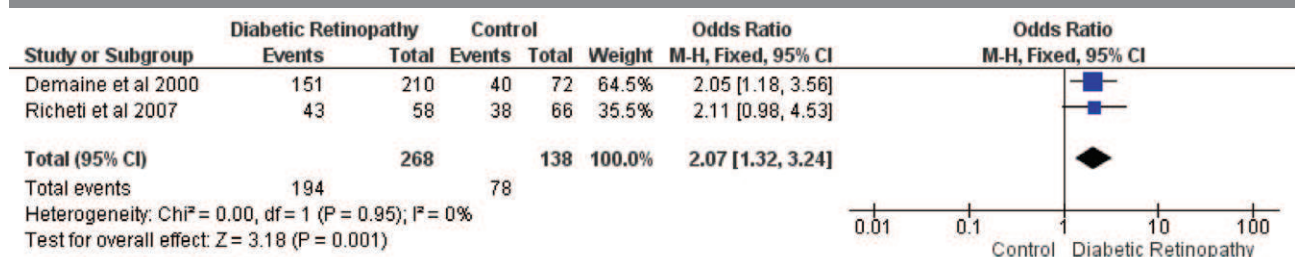 Diabetic Retinopathy Control Odds Ratio Odds Ratio
Study or Subgroup Events Total Events Total Weight M-H, Fixed, 95% CI M-H, Fixed, 95% CI
Demaine et al 2000 151 210 40 72 64.5% 2.05 [1.18, 3.56]
Richeti et al 2007 43 58 38 66 35.5% 2.11 [0.98, 4.53]
Total (95% CI) 268 138 100.0% 2.07 [1.32, 3.24]
Total events 194 78
Heterogeneity: Chi² = 0.00, df = 1 (P = 0.95); I² = 0%
Test for overall effect: Z = 3.18 (P = 0.001)
0.01 0.1 1 10 100
Control Diabetic Retinopathy